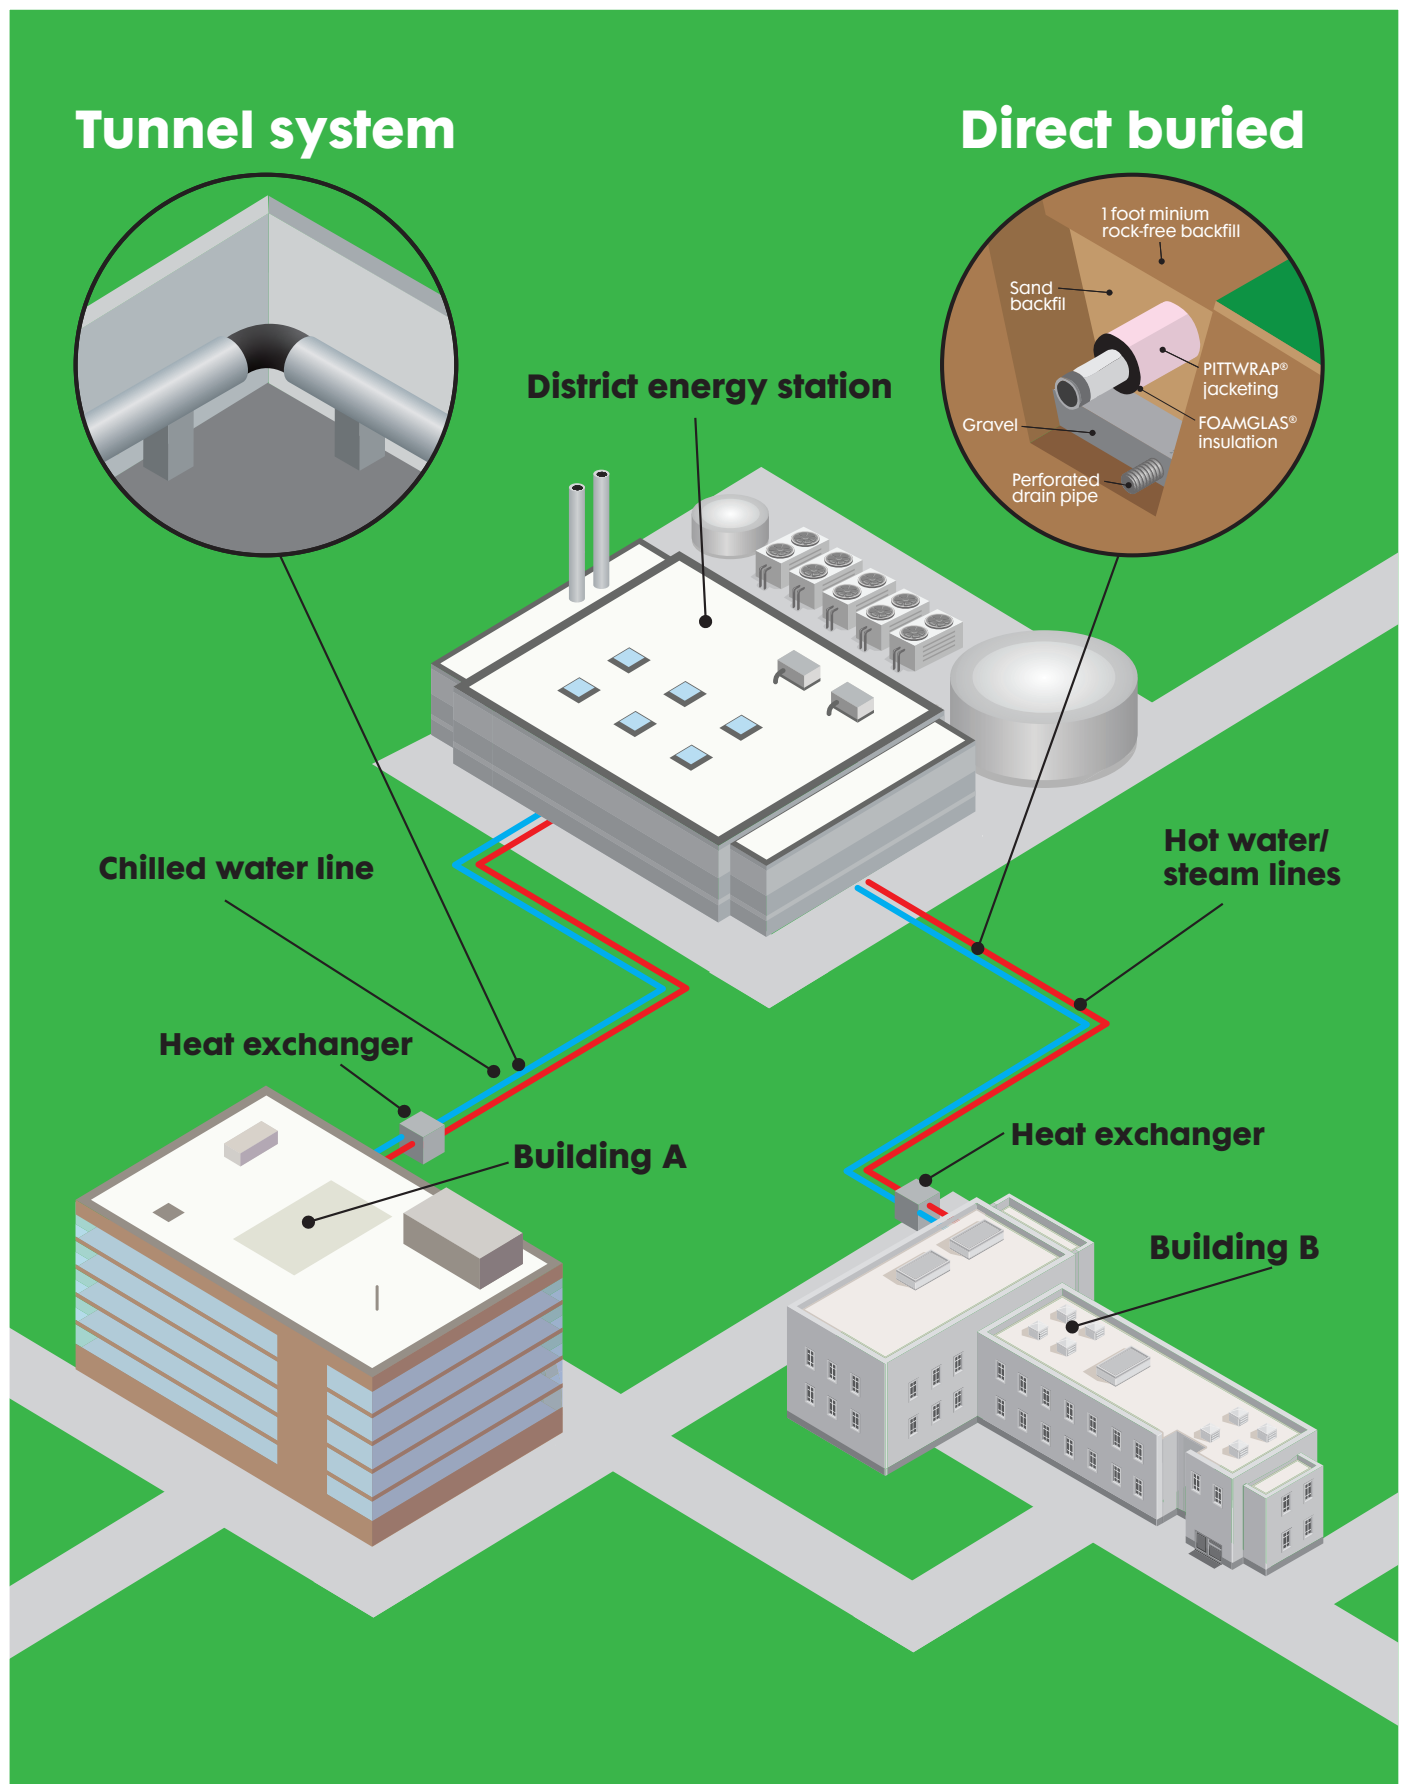 Tunnel system
Direct buried
1 foot minium
rock-free backfill
Sand
backfil
PITTWRAP®
jacketing
FOAMGLAS®
insulation
Gravel
Perforated
drain pipe
District energy station
Hot water/
steam lines
Chilled water line
Heat exchanger
Building A
Heat exchanger
Building B